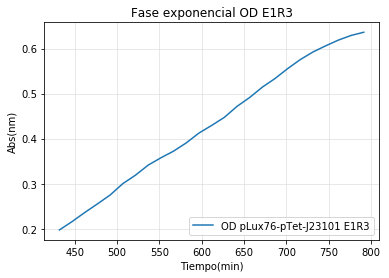 Fase exponencial OD E1R3
Abs(nm)
0.6
0.5
0.4
0.3
0.2
OD pLux76-pTet-J23101 E1R3
450 500 550 600 650 700 750 800
Tiempo(min)